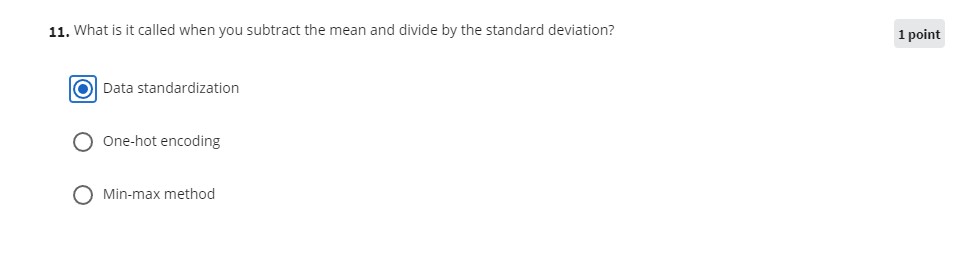 11. What is it called when you subtract the mean and divide by the standard deviation?
1 point
Data standardization
One-hot encoding
Min-max method